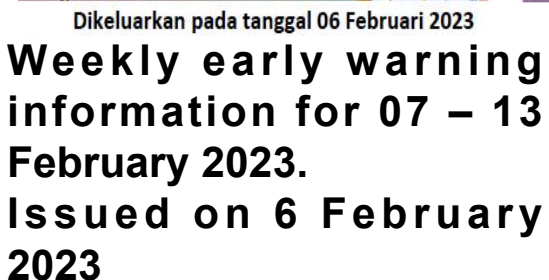 Dikeluarkan pada tanggal 06 Februari 2023
Weekly early warning
information for 07 – 13
February 2023.
Issued on 6 February
2023